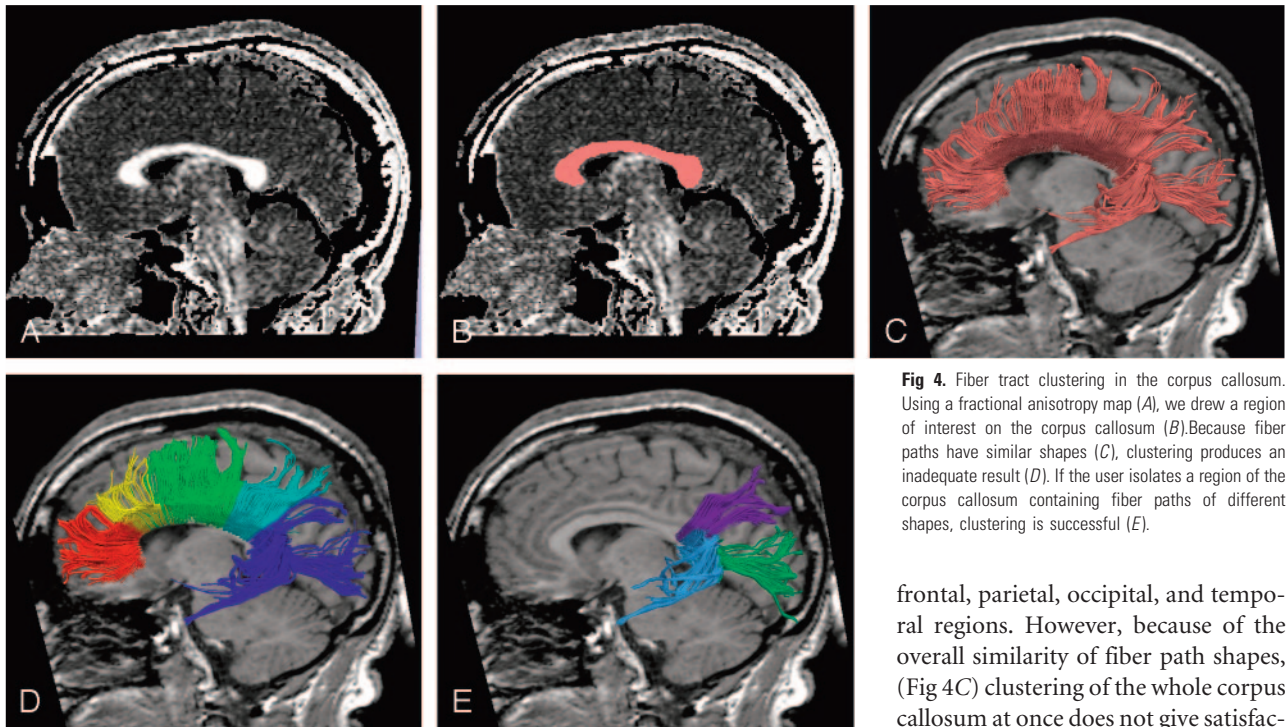 A
B
C
D
E
Fig 4. Fiber tract clustering in the corpus callosum.
Using a fractional anisotropy map (A), we drew a region
of interest on the corpus callosum (B).Because fiber
paths have similar shapes (C), clustering produces an
inadequate result (D). If the user isolates a region of the
corpus callosum containing fiber paths of different
shapes, clustering is successful (E).
frontal, parietal, occipital, and tempo-
ral regions. However, because of the
overall similarity of fiber path shapes,
(Fig 4C) clustering of the whole corpus
callosum at once does not give satisfac-